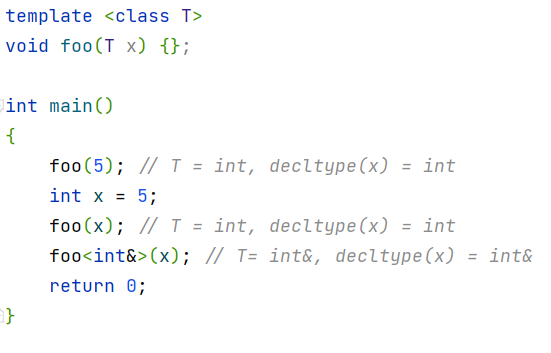 template <class T>
void foo(T x) {};
int main()
{
foo(5); // T = int, decltype(x) = int
int x = 5;
foo(x); // T = int, decltype(x) = int
foo<int&>(x); // T= int&, decltype(x) = int&
return 0;
}